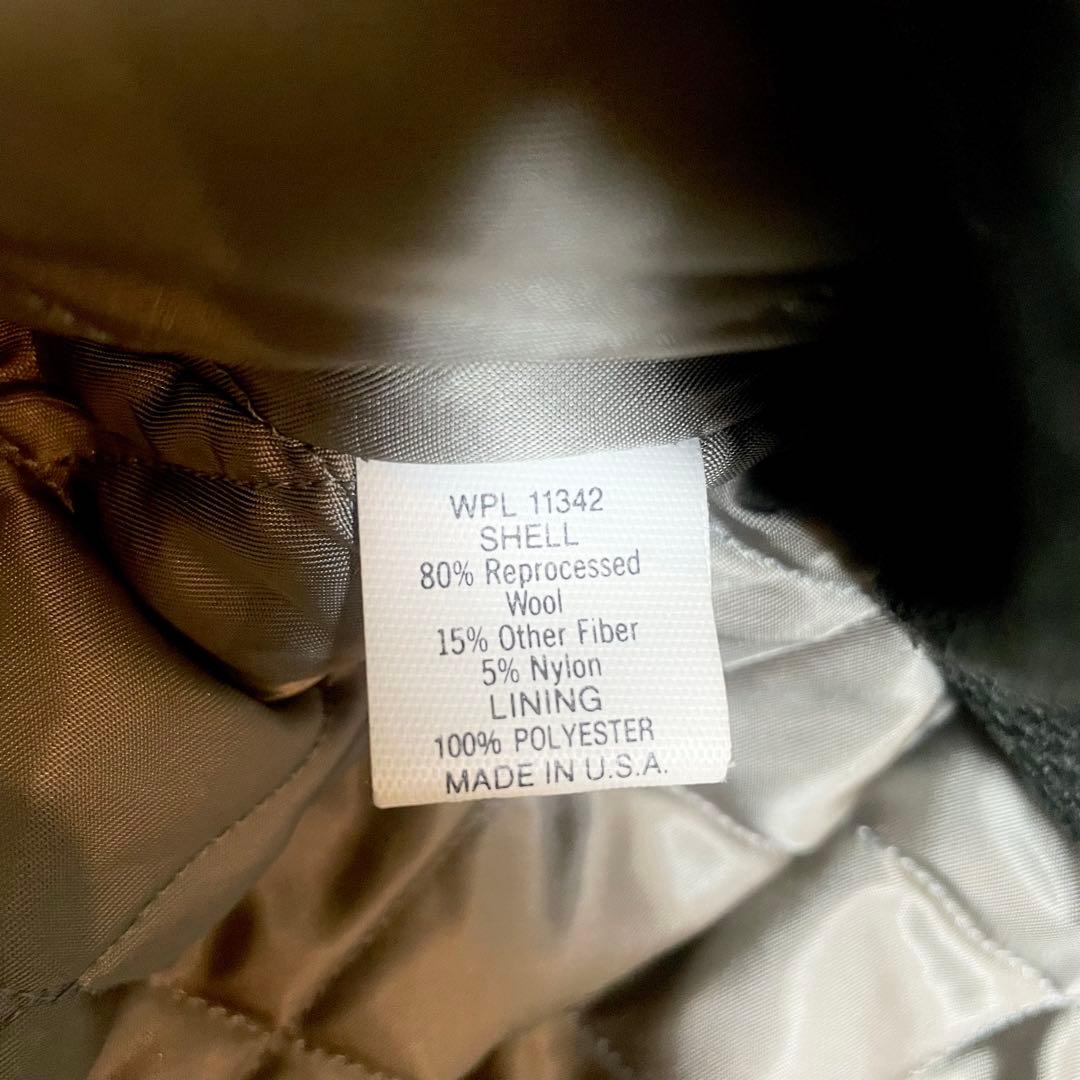 WPL 11342
SHELL
80% Reprocessed
Wool
15% Other Fiber
5% Nylon
LINING
100% POLYESTER
MADE IN U.S.A.